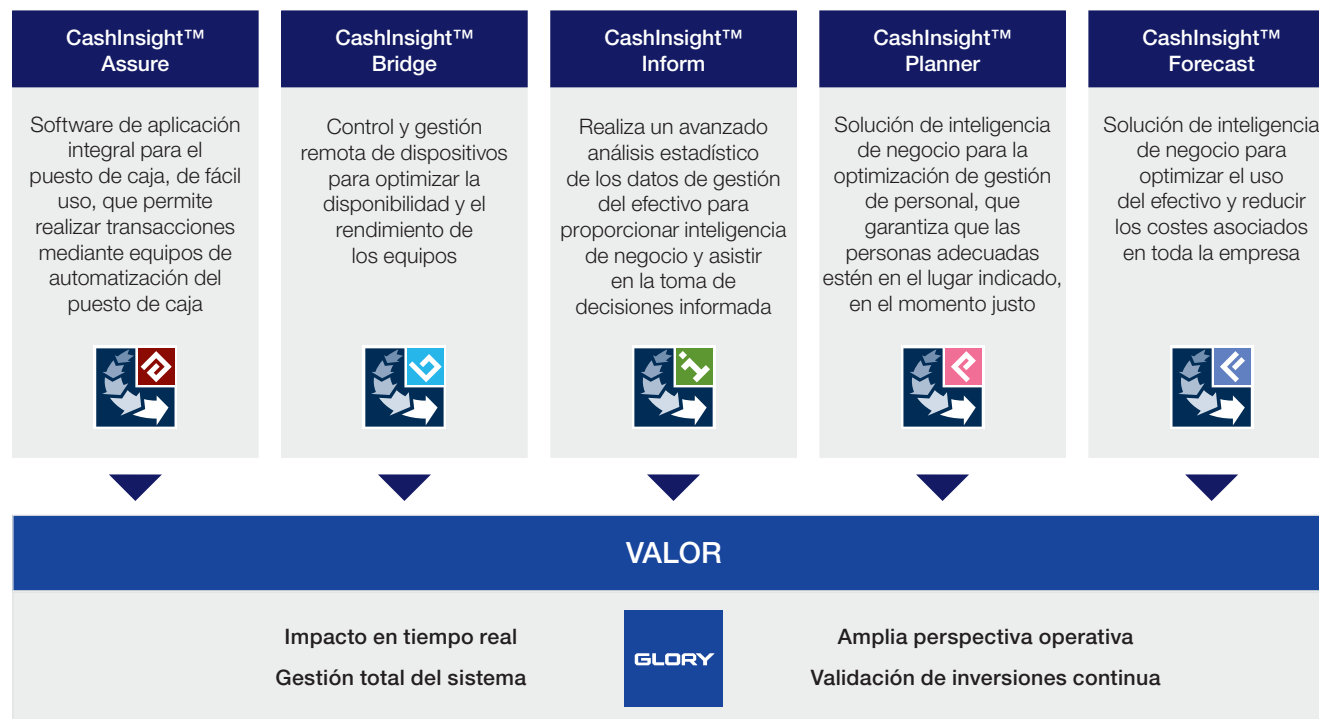 CashInsight™
Assure
Software de aplicación
integral para el
puesto de caja, de fácil
uso, que permite
realizar transacciones
mediante equipos de
automatización del
puesto de caja
CashInsight™
Bridge
Control y gestión
remota de dispositivos
para optimizar la
disponibilidad y el
rendimiento de
los equipos
CashInsight™
Inform
Realiza un avanzado
análisis estadístico
de los datos de gestión
del efectivo para
proporcionar inteligencia
de negocio y asistir
en la toma de
decisiones informada
CashInsight™
Planner
Solución de inteligencia
de negocio para la
optimización de gestión
de personal, que
garantiza que las
personas adecuadas
estén en el lugar indicado,
en el momento justo
CashInsight™
Forecast
Solución de inteligencia
de negocio para
optimizar el uso
del efectivo y reducir
los costes asociados
en toda la empresa
VALOR
Impacto en tiempo real
Gestión total del sistema
GLORY
Amplia perspectiva operativa
Validación de inversiones continua